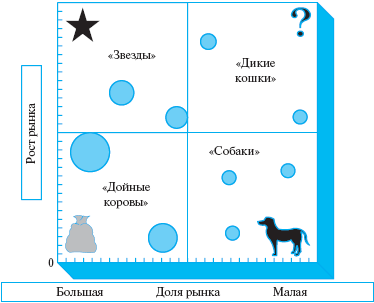 ?
«Звезды»
«Дикие
кошки»
Рост рынка
«Собаки»
«Дойные
коровы»
0
Большая Доля рынка Малая